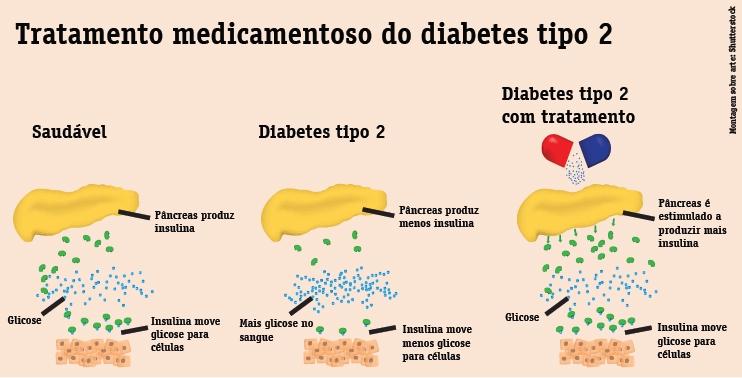 Tratamento medicamentoso do diabetes tipo 2
Montagem sobre arte: Shutterstock
Saudável
Pâncreas produz
insulina
Glicose
Insulina move
glicose para
células
Diabetes tipo 2
Pâncreas produz
menos insulina
Mais glicose no
sangue
Insulina move
menos glicose
para células
Diabetes tipo 2
com tratamento
Pâncreas é
estimulado a
produzir mais
insulina
Glicose
Insulina move
glicose para
células